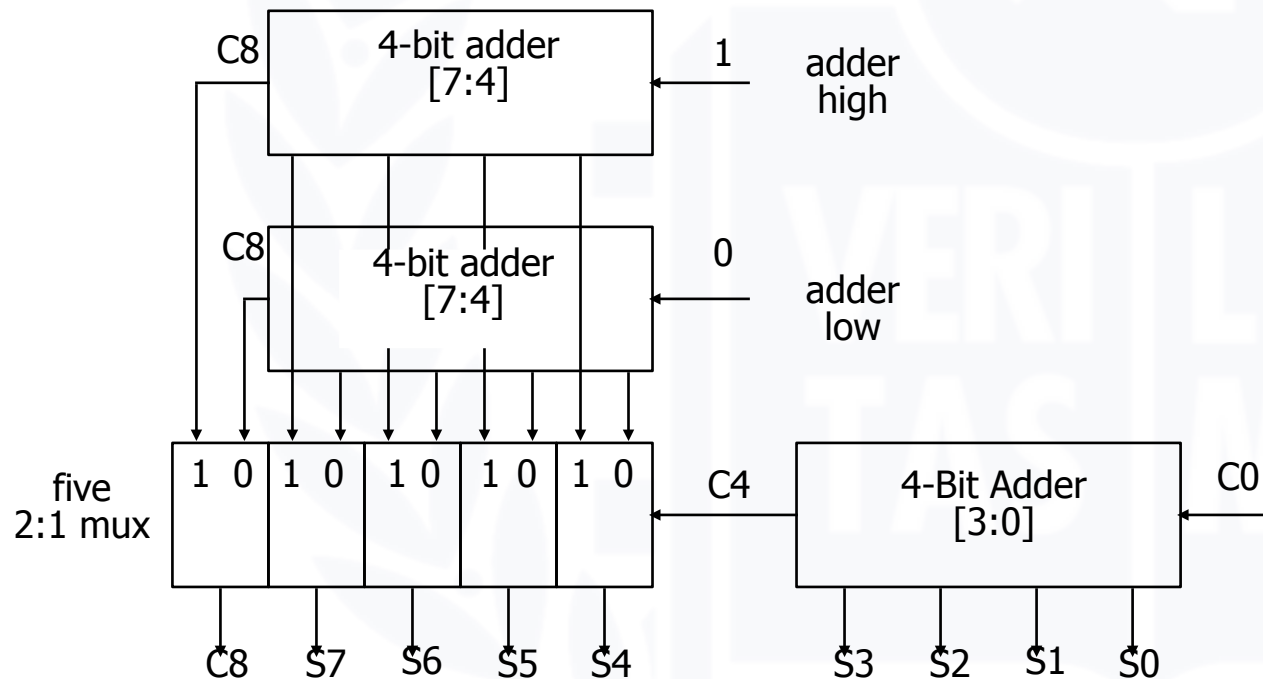 C8
4-bit adder
[7:4]
1
adder
high
C8
4-bit adder
[7:4]
0
adder
low
five
2:1 mux
1 0 1 0 1 0 1 0 1 0
C4
4-Bit Adder
[3:0]
C0
C8 S7 S6 S5 S4 S3 S2 S1 S0
VERI
TAS